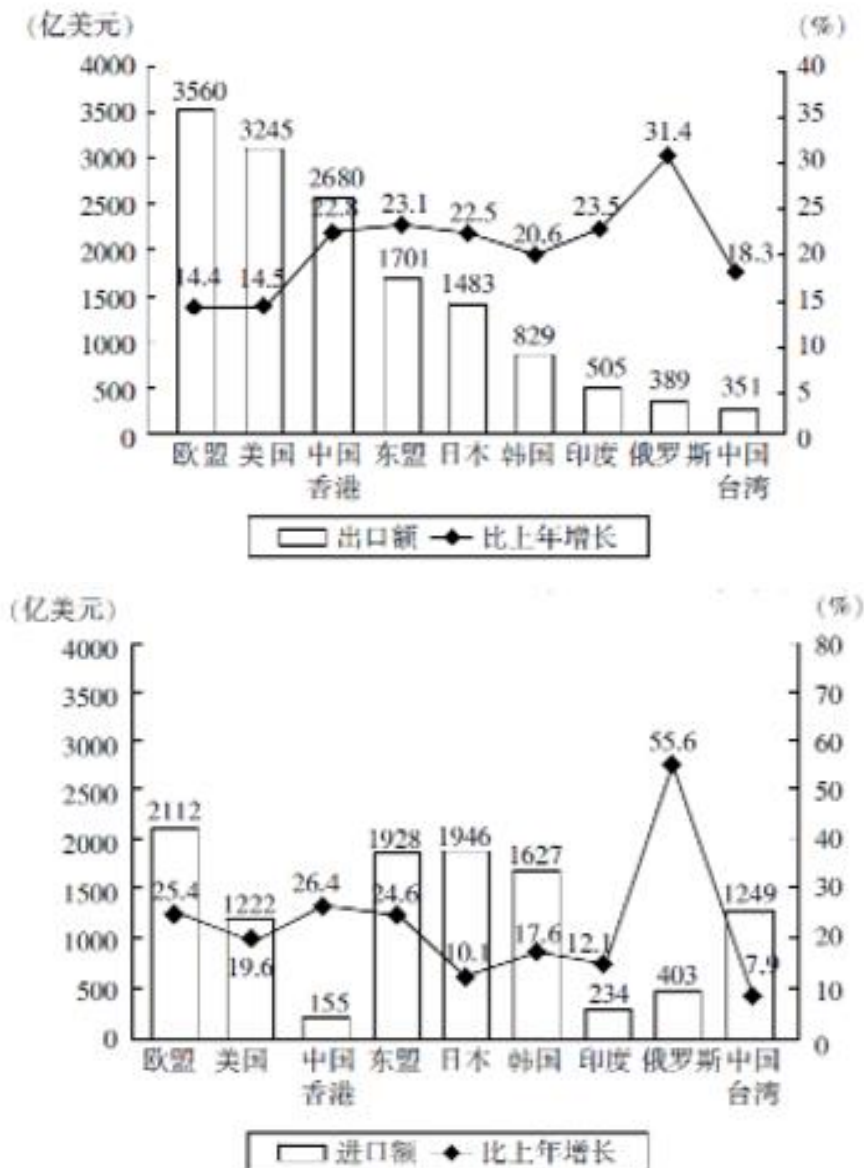 (亿美元) (%)
4000 40
3560
3500 35
3245 31.4
3000 30
2680
2500 22.8 23.1 22.5 23.5 25
20.6
2000 18.3 20
1701
14.4 14.5 1483
1500 15
1000 829 10
505 389 351
500 5
0 0
欧盟 美国 中国 东盟 日本 韩国 印度 俄罗斯 中国
香港 台湾
出口额 比上年增长
(亿美元) (%)
4000 80
3500 70
3000 55.6 60
2500 50
2112
2000 1928 1946 40
1627
1500 25.4 26.4 24.6 30
1222 1249
1000 19.6 10.1 17.6 12.1 7.9 20
500 403 10
155 234
0 0
欧盟 美国 中国 东盟 日本 韩国 印度 俄罗斯 中国
香港 台湾
进口额 比上年增长